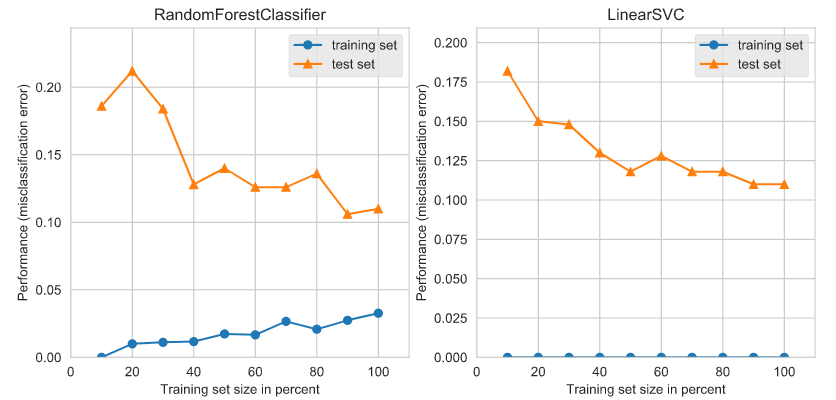 RandomForestClassifier
training set
test set
Performance (misclassification error)
0.20
0.15
0.10
0.05
0.00
0 20 40 60 80 100
Training set size in percent
LinearSVC
training set
test set
Performance (misclassification error)
0.200
0.175
0.150
0.125
0.100
0.075
0.050
0.025
0.000
0 20 40 60 80 100
Training set size in percent